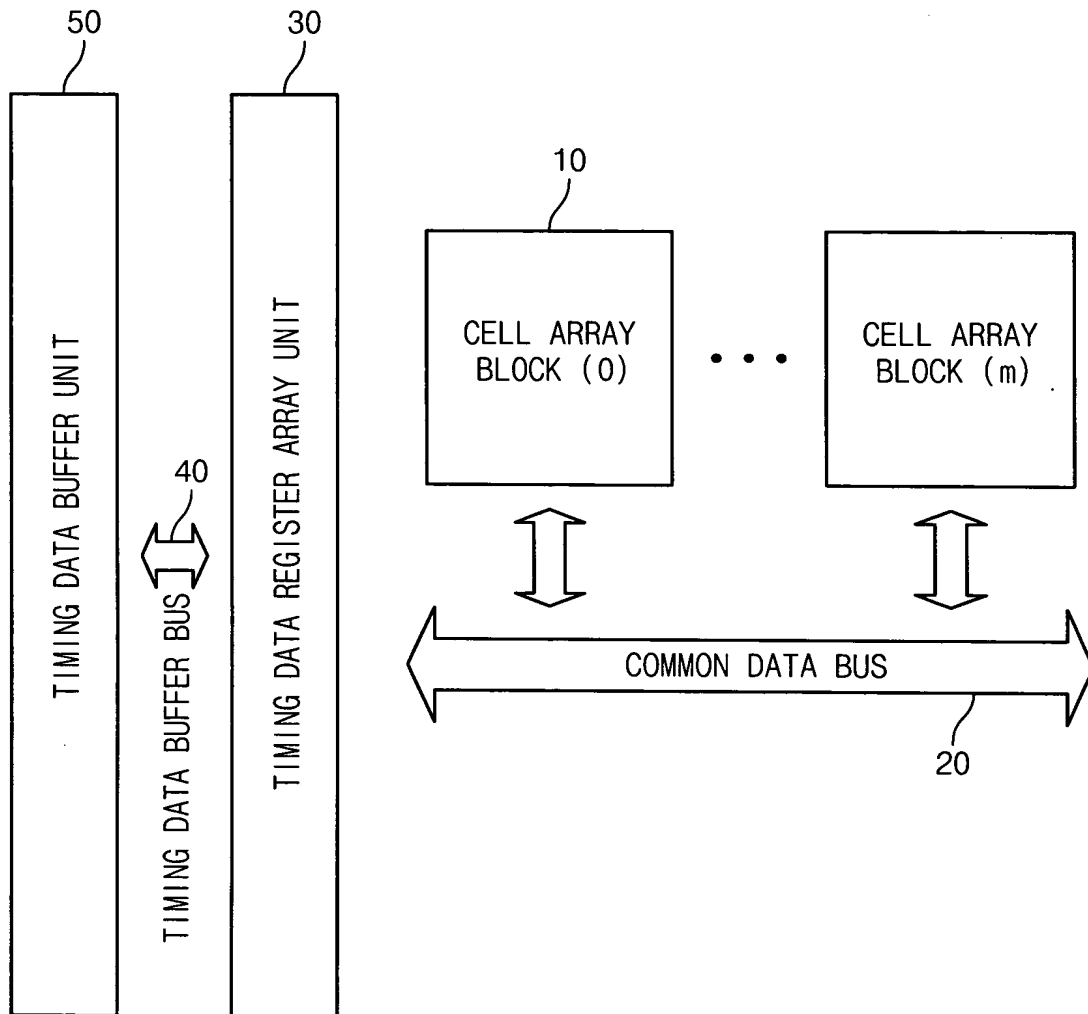 50
30
10
CELL ARRAY
BLOCK (0)
CELL ARRAY
BLOCK (m)
TIMING DATA BUFFER UNIT
40
TIMING DATA BUFFER BUS
TIMING DATA REGISTER ARRAY UNIT
COMMON DATA BUS
20